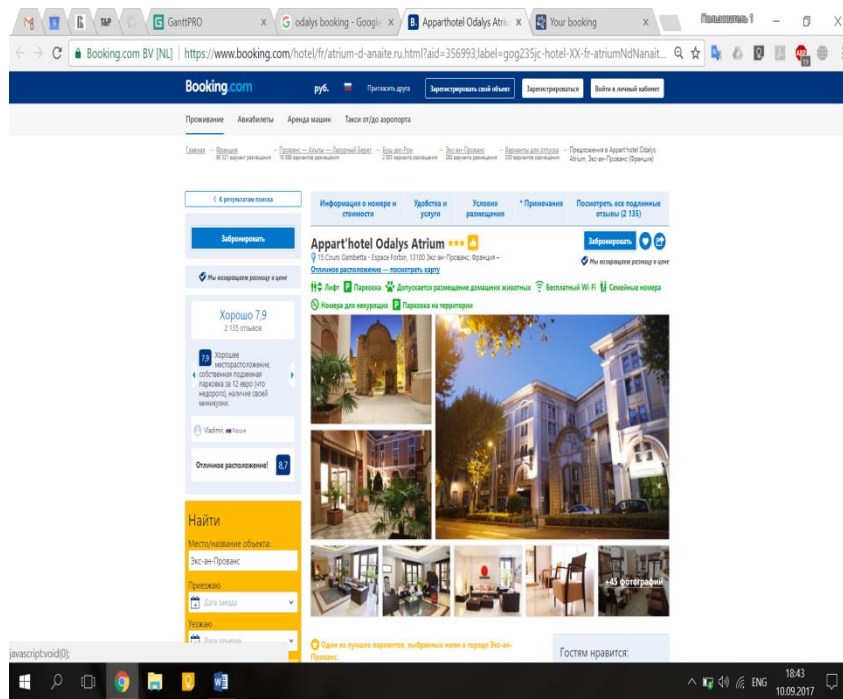 T&P
GanttPRO
odalys booking - Google
Apparthotel Odalys Atri
Your booking
Пользователь 1
Booking.com BV [NL]
https://www.booking.com/hotel/fr/atrium-d-anaite.ru.html?aid=356993;label=gog235jc-hotel-XX-fr-atriumNdNanait...
Booking.com
руб.
Пригласить друга
Зарегистрировать свой объект
Зарегистрироваться
Войти в личный кабинет
Проживание Авиабилеты Аренда машин Такси от/до аэропорта
Главная → Франция → Прованс — Альпы — Лазурный Берег → Буш-дю-Рон → Экс-ан-Прованс → Варианты для отпуска → Предложения в Appart'hotel Odalys
Atrium, Экс-ан-Прованс (Франция)
К результатам поиска
Забронировать
Мы возвращаем разницу в цене
Хорошо 7,9
2 135 отзывов
7,9 Хорошее
месторасположение,
собственная подземная
парковка за 12 евро (что
недорого), наличие своей
миникухни.
Vladimir, Россия
Отличное расположение! 8,7
Найти
Место/название объекта:
Экс-ан-Прованс
Приезжаю
Дата заезда
Уезжаю
Дата отъезда
javascript:void(0);
Информация о номере и стоимости
Удобства и услуги
Условия размещения
* Примечания
Посмотреть все подлинные отзывы (2 135)
Appart'hotel Odalys Atrium
Забронировать
15 Cours Gambetta - Espace Forbin, 13100 Экс-ан-Прованс, Франция –
Мы возвращаем разницу в цене
Отличное расположение — посмотреть карту
Лифт P Парковка Допускается размещение домашних животных Бесплатный Wi-Fi Семейные номера
Номера для некурящих P Парковка на территории
+45 фотографий
Один из лучших вариантов, выбранных нами в городе Экс-ан-
Прованс.
Гостям нравится:
ENG
18:43
10.09.2017